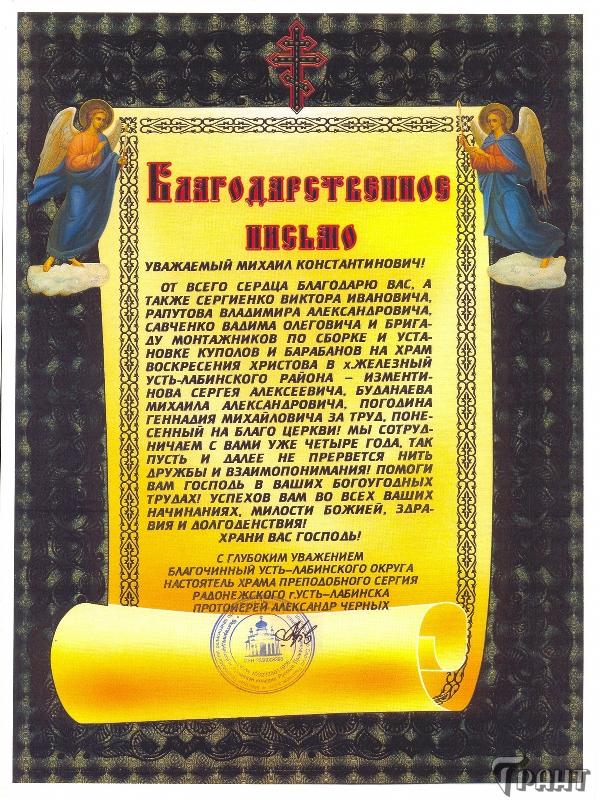 Благодарственное
письмо
УВАЖАЕМЫЙ МИХАИЛ КОНСТАНТИНОВИЧ!
ОТ ВСЕГО СЕРДЦА БЛАГОДАРЮ ВАС, А
ТАКЖЕ СЕРГИЕНКО ВИКТОРА ИВАНОВИЧА,
РАПУТОВА ВЛАДИМИРА АЛЕКСАНДРОВИЧА,
САВЧЕНКО ВАДИМА ОЛЕГОВИЧА И БРИГА-
ДУ МОНТАЖНИКОВ ПО СБОРКЕ И УСТА-
НОВКЕ КУПОЛОВ И БАРАБАНОВ НА ХРАМ
ВОСКРЕСЕНИЯ ХРИСТОВА В х.ЖЕЛЕЗНЫЙ
УСТЬ-ЛАБИНСКОГО РАЙОНА – ИЗМЕНТИ-
НОВА СЕРГЕЯ АЛЕКСЕЕВИЧА, БУДАНАЕВА
МИХАИЛА АЛЕКСАНДРОВИЧА, ПОГОДИНА
ГЕННАДИЯ МИХАЙЛОВИЧА ЗА ТРУД, ПОНЕ-
СЕННЫЙ НА БЛАГО ЦЕРКВИ! МЫ СОТРУД-
НИЧАЕМ С ВАМИ УЖЕ ЧЕТЫРЕ ГОДА, ТАК
ПУСТЬ И ДАЛЕЕ НЕ ПРЕРВЕТСЯ НИТЬ
ДРУЖБЫ И ВЗАИМОПОНИМАНИЯ! ПОМОГИ
ВАМ ГОСПОДЬ В ВАШИХ БОГОУГОДНЫХ
ТРУДАХ! УСПЕХОВ ВАМ ВО ВСЕХ ВАШИХ
НАЧИНАНИЯХ, МИЛОСТИ БОЖИЕЙ, ЗДРА-
ВИЯ И ДОЛГОДЕНСТВИЯ!
ХРАНИ ВАС ГОСПОДЬ!
С ГЛУБОКИМ УВАЖЕНИЕМ
БЛАГОЧИННЫЙ УСТЬ-ЛАБИНСКОГО ОКРУГА
НАСТОЯТЕЛЬ ХРАМА ПРЕПОДОБНОГО СЕРГИЯ
РАДОНЕЖСКОГО г.УСТЬ-ЛАБИНСКА
ПРОТОИЕРЕЙ АЛЕКСАНДР ЧЕРНЫХ
ГРАНТ